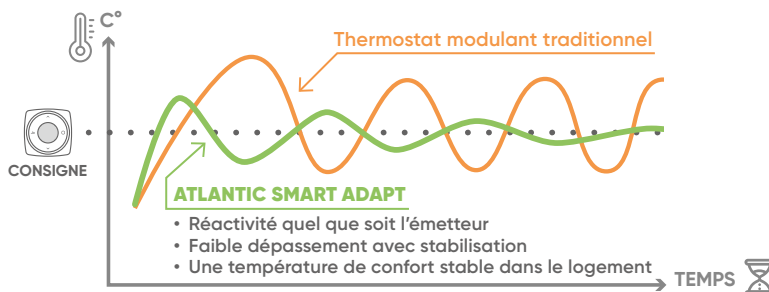 C°
Thermostat modulant traditionnel
CONSIGNE
ATLANTIC SMART ADAPT
• Réactivité quel que soit l'émetteur
• Faible dépassement avec stabilisation
• Une température de confort stable dans le logement
TEMPS